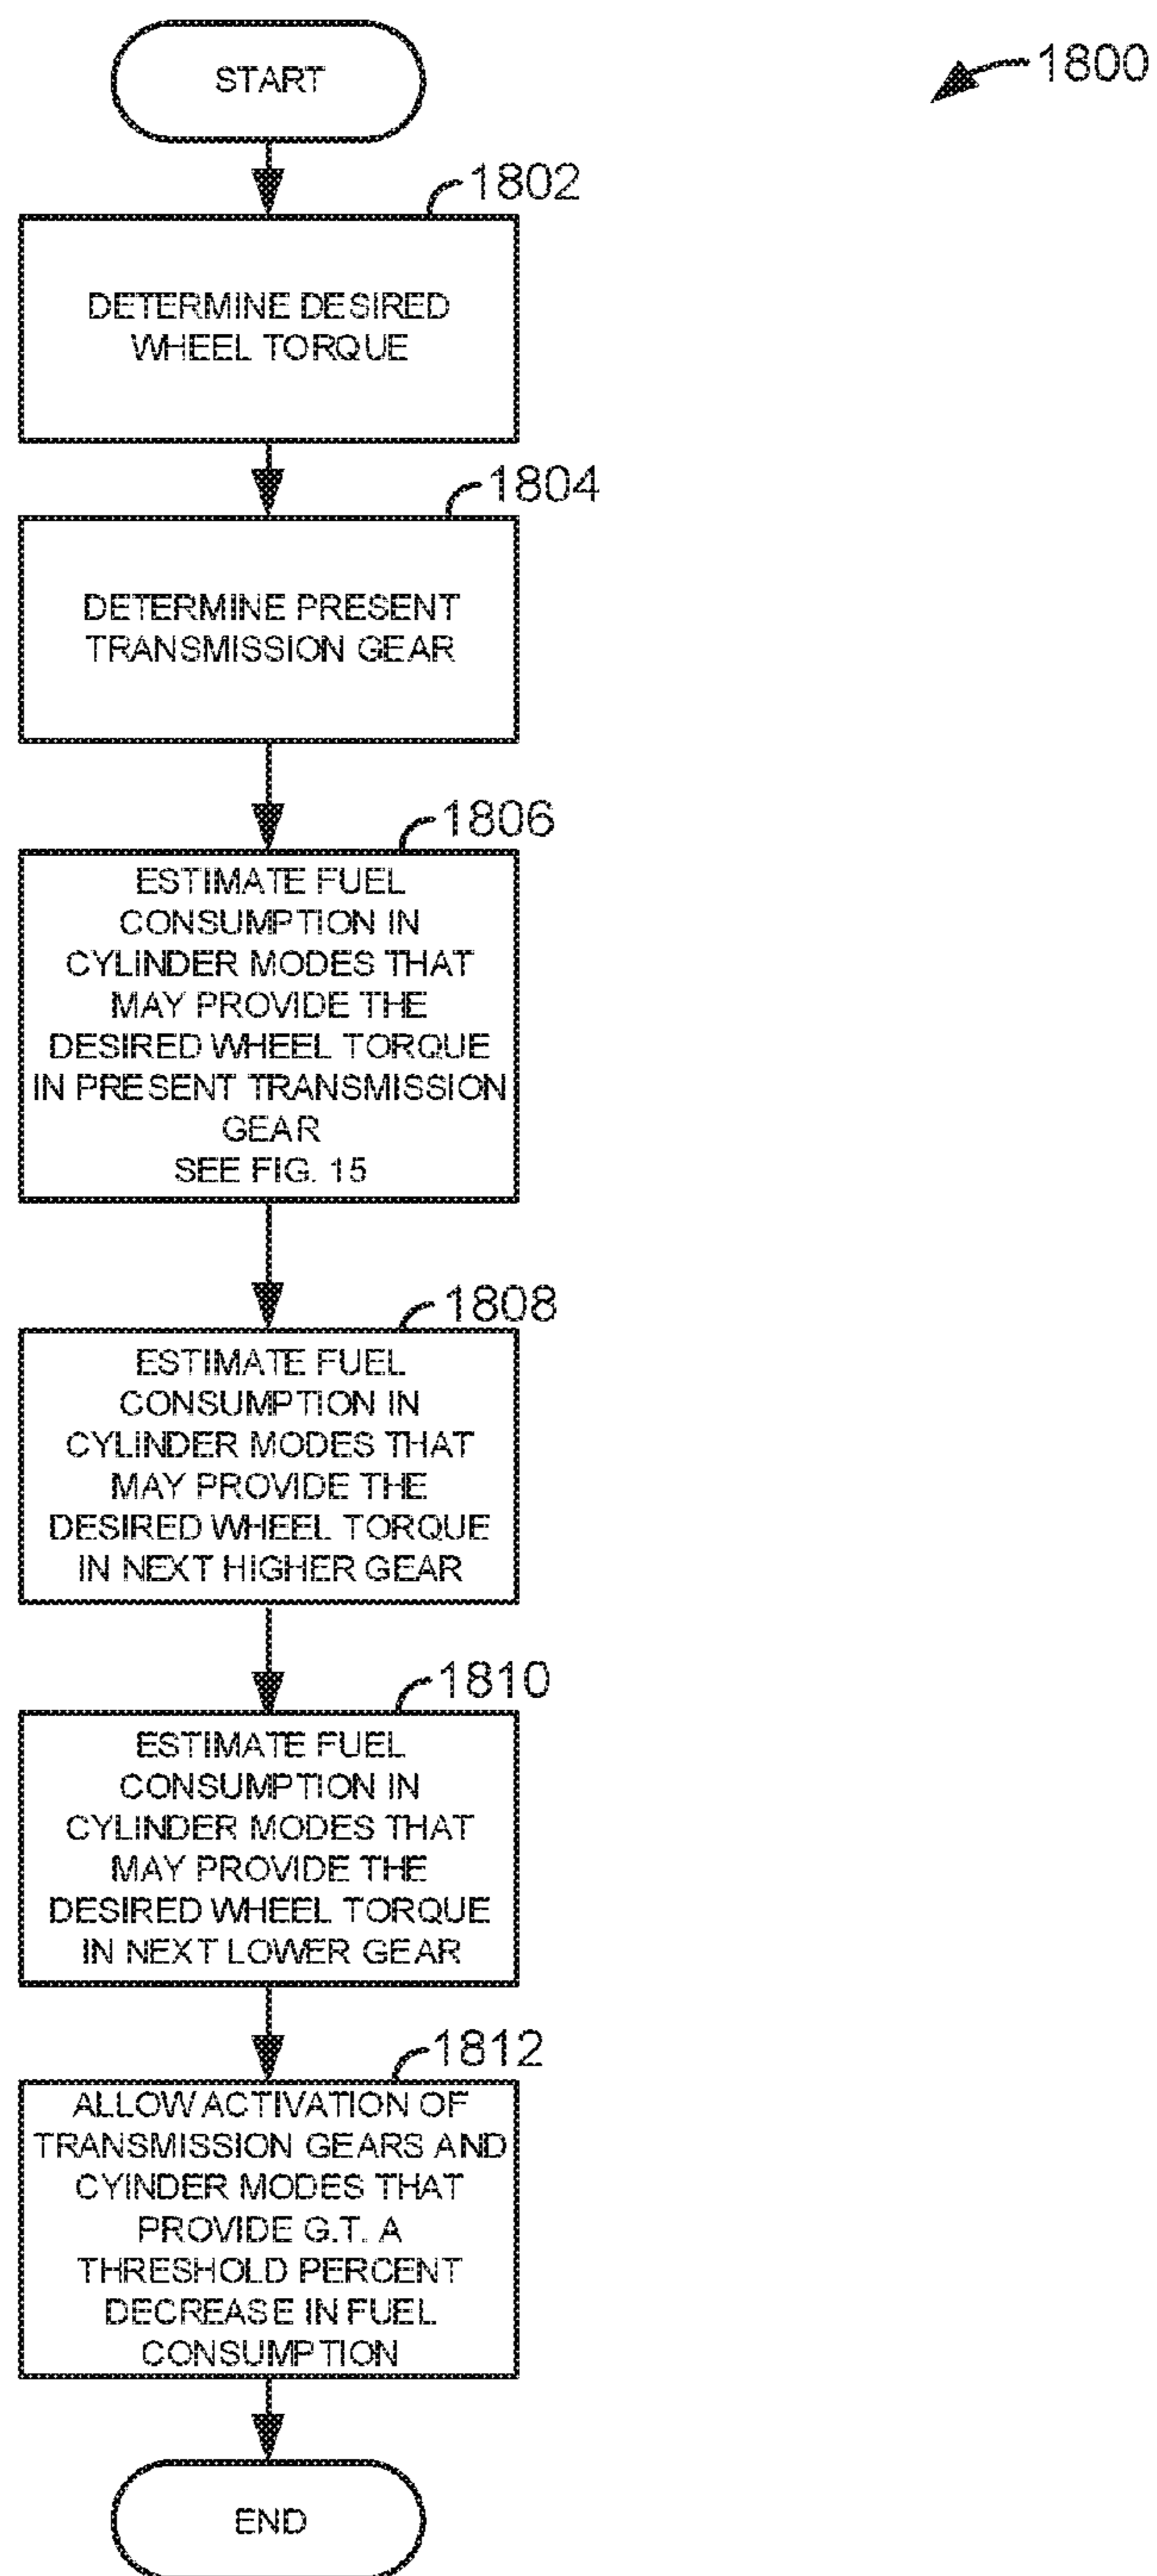 START
1800
1802
DETERMINE DESIRED
WHEEL TORQUE
1804
DETERMINE PRESENT
TRANSMISSION GEAR
1806
ESTIMATE FUEL
CONSUMPTION IN
CYLINDER MODES THAT
MAY PROVIDE THE
DESIRED WHEEL TORQUE
IN PRESENT TRANSMISSION
GEAR
SEE FIG. 15
1808
ESTIMATE FUEL
CONSUMPTION IN
CYLINDER MODES THAT
MAY PROVIDE THE
DESIRED WHEEL TORQUE
IN NEXT HIGHER GEAR
1810
ESTIMATE FUEL
CONSUMPTION IN
CYLINDER MODES THAT
MAY PROVIDE THE
DESIRED WHEEL TORQUE
IN NEXT LOWER GEAR
1812
ALLOW ACTIVATION OF
TRANSMISSION GEARS AND
CYINDER MODES THAT
PROVIDE G.T. A
THRESHOLD PERCENT
DECREASE IN FUEL
CONSUMPTION
END